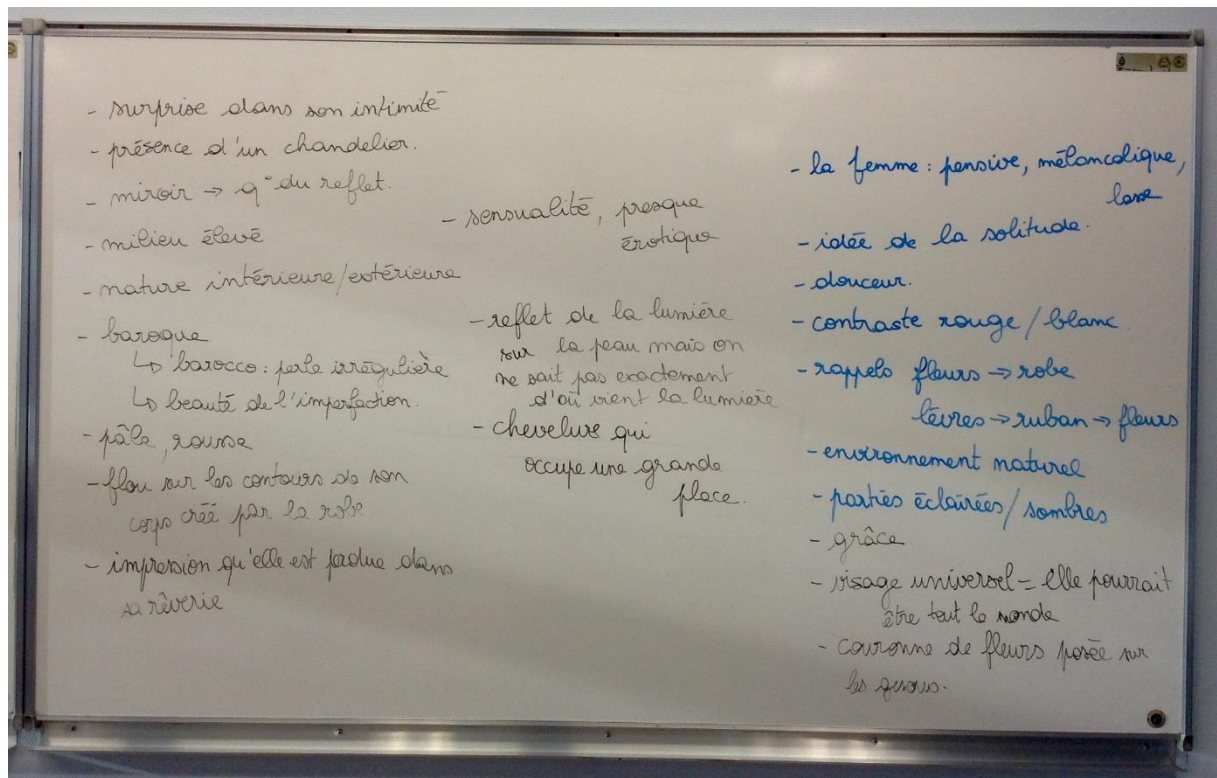 - surprise dans son intimité
- présence d'un chandelier.
- miroir → q° du reflet.
- milieu élevé
- nature intérieure/extérieure
- baroque
↳ barocco : perle irrégulière
↳ beauté de l'imperfection.
- pâle, rousse
- flou sur les contours de son
corps créé par la robe
- impression qu'elle est perdue dans
sa rêverie
- sensualité, presque
érotique
- reflet de la lumière
sur la peau mais on
ne sait pas exactement
d'où vient la lumière
- chevelure qui
occupe une grande
place.
- la femme : pensive, mélancolique,
lasse
- idée de la solitude.
- douceur.
- contraste rouge / blanc.
- rappels fleurs → robe
lèvres → ruban → fleurs
- environnement naturel
- parties éclairées / sombres
- grâce
- visage universel = elle pourrait
être tout le monde
- couronne de fleurs posée sur
les genoux.